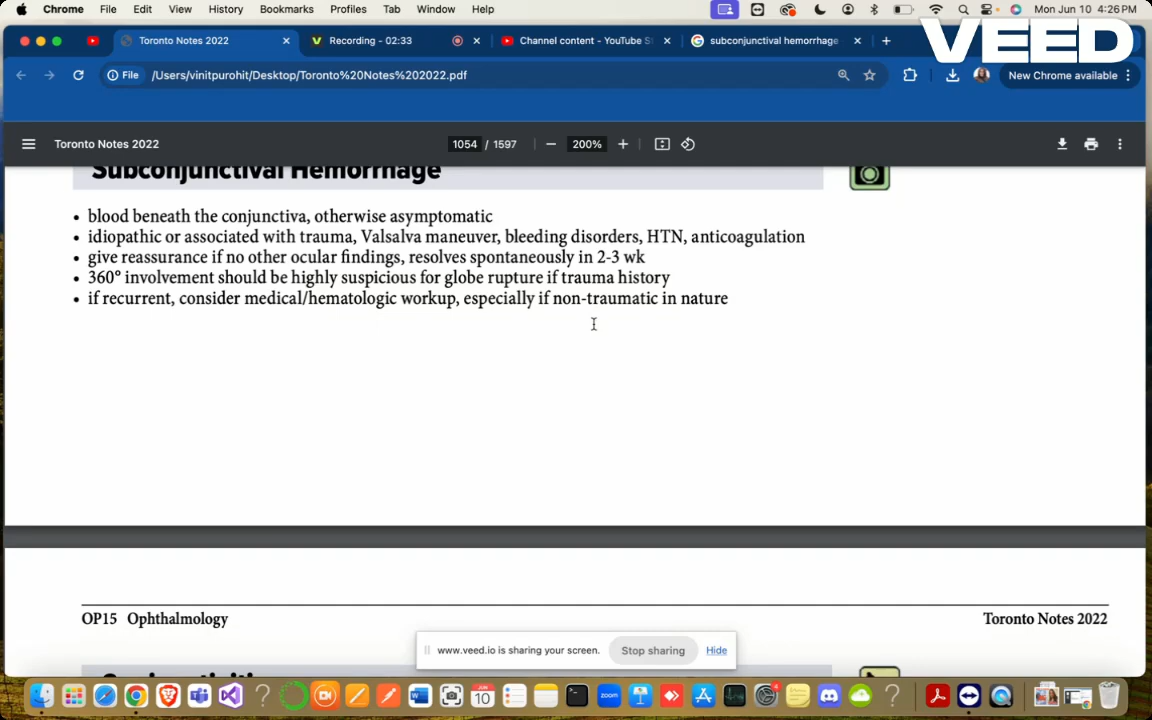 Chrome File Edit View History Bookmarks Profiles Tab Window Help Mon Jun 10 4:26 PM
Toronto Notes 2022 Recording - 02:33 Channel content - YouTube S subconjunctival hemorrhage
VEED
File /Users/vinitpurohit/Desktop/Toronto%20Notes%202022.pdf New Chrome available
Toronto Notes 2022 1054 / 1597 200%
Subconjunctival Hemorrhage
• blood beneath the conjunctiva, otherwise asymptomatic
• idiopathic or associated with trauma, Valsalva maneuver, bleeding disorders, HTN, anticoagulation
• give reassurance if no other ocular findings, resolves spontaneously in 2-3 wk
• 360° involvement should be highly suspicious for globe rupture if trauma history
• if recurrent, consider medical/hematologic workup, especially if non-traumatic in nature
OP15 Ophthalmology Toronto Notes 2022
www.veed.io is sharing your screen. Stop sharing Hide